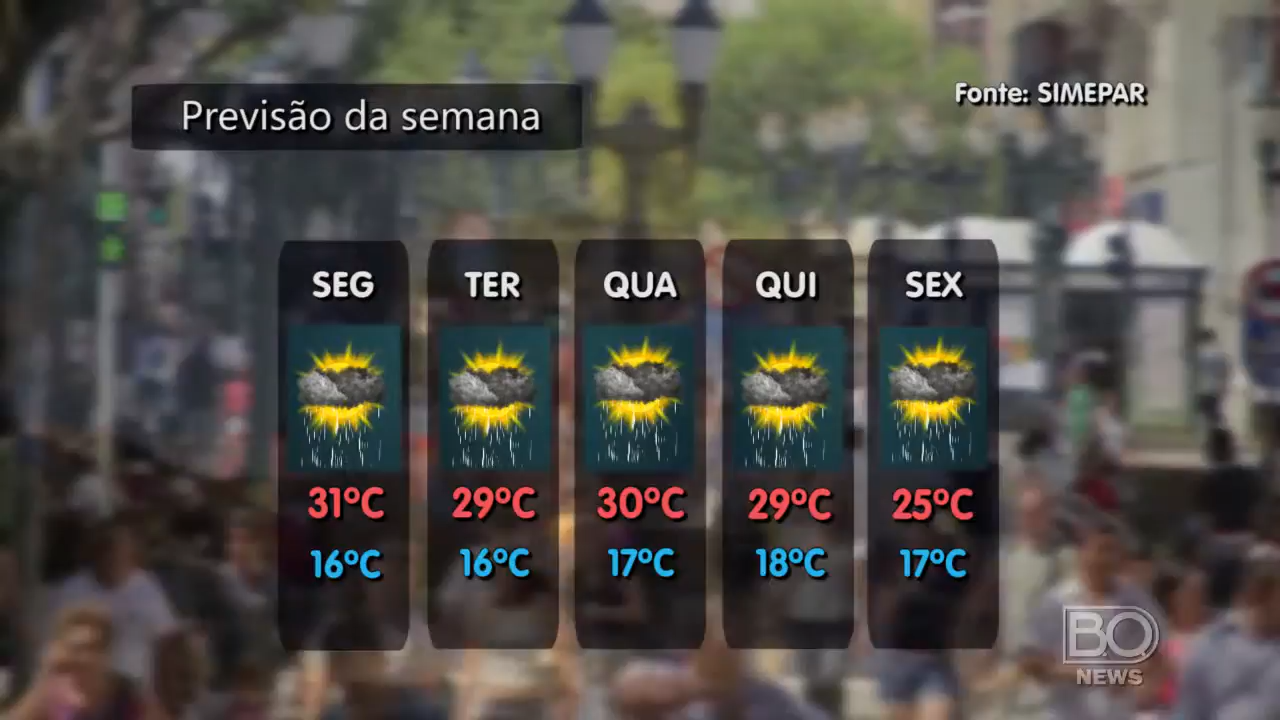 Previsão da semana
Fonte: SIMEPAR
SEG TER QUA QUI SEX
31ºC 29ºC 30ºC 29ºC 25ºC
16ºC 16ºC 17ºC 18ºC 17ºC
BO
NEWS